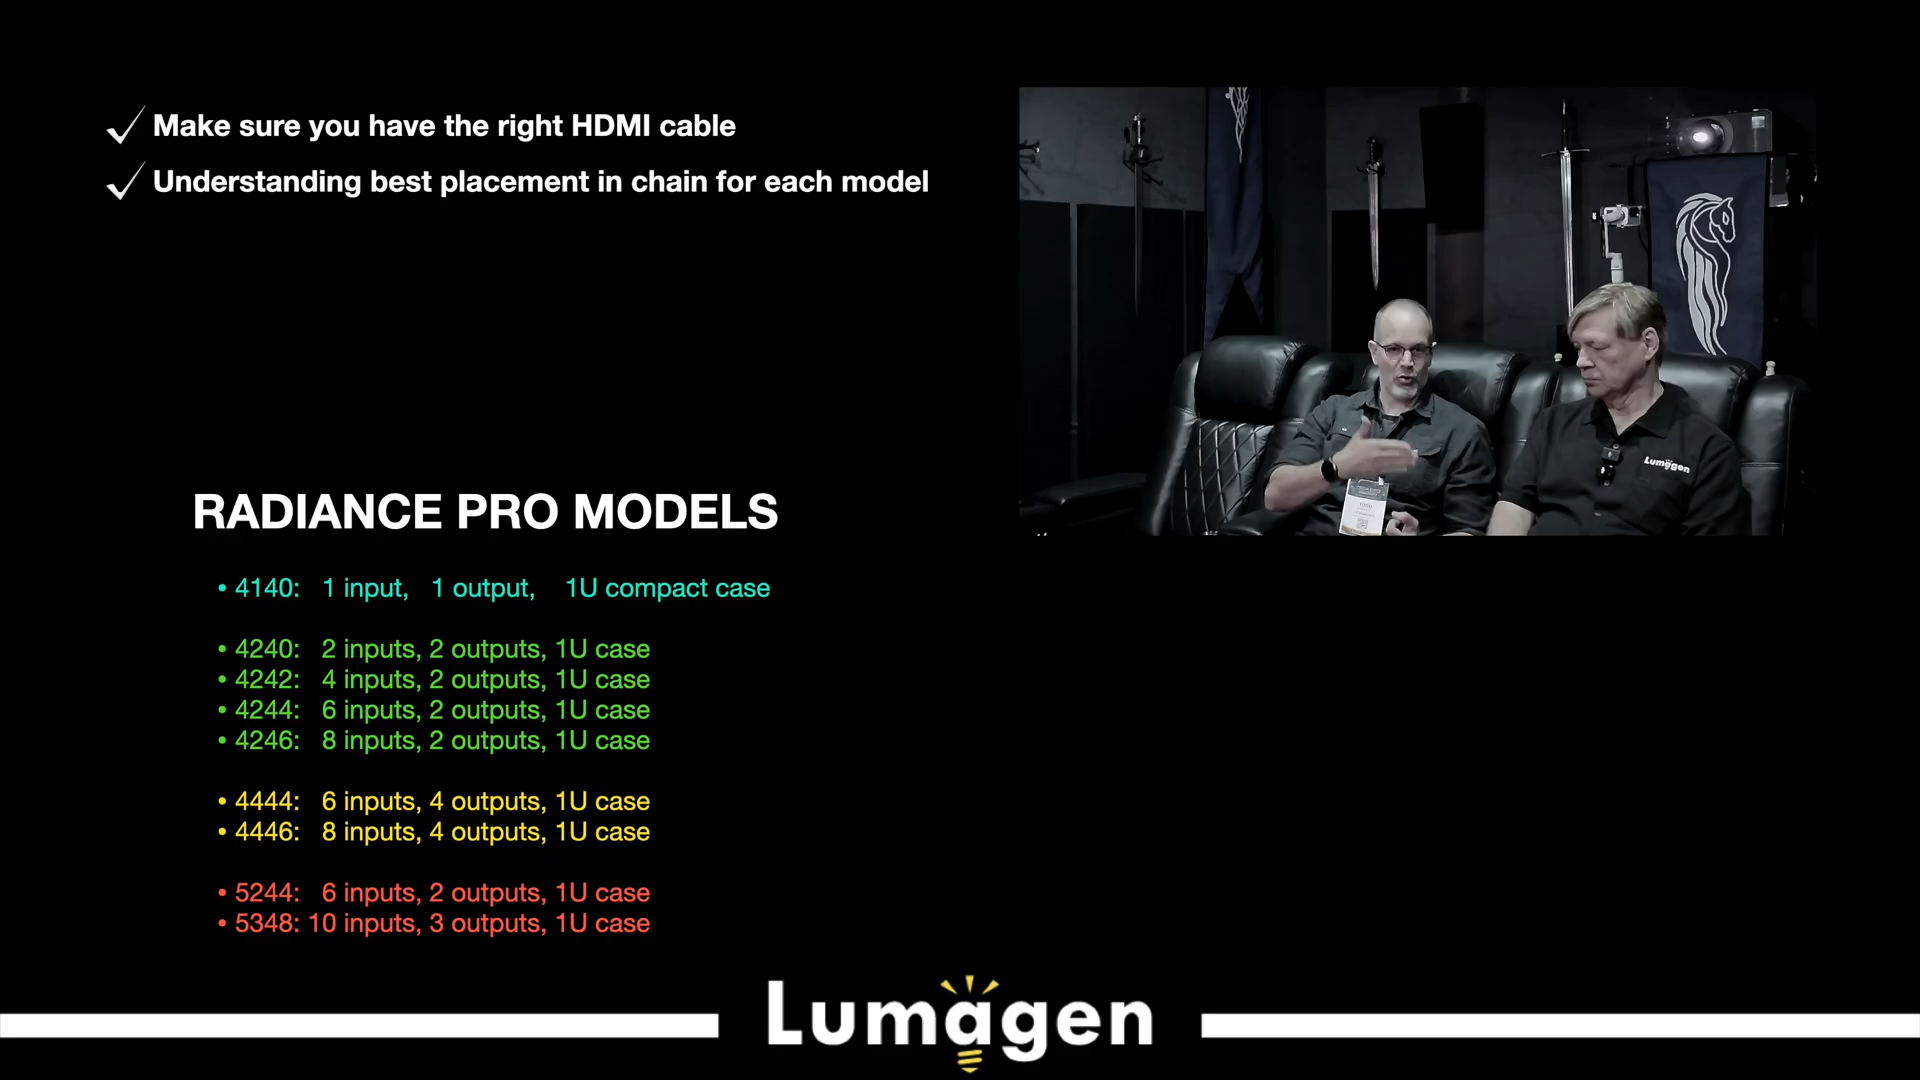 Make sure you have the right HDMI cable
Understanding best placement in chain for each model
Lumagen
RADIANCE PRO MODELS
• 4140: 1 input, 1 output, 1U compact case
• 4240: 2 inputs, 2 outputs, 1U case
• 4242: 4 inputs, 2 outputs, 1U case
• 4244: 6 inputs, 2 outputs, 1U case
• 4246: 8 inputs, 2 outputs, 1U case
• 4444: 6 inputs, 4 outputs, 1U case
• 4446: 8 inputs, 4 outputs, 1U case
• 5244: 6 inputs, 2 outputs, 1U case
• 5348: 10 inputs, 3 outputs, 1U case
Lumagen